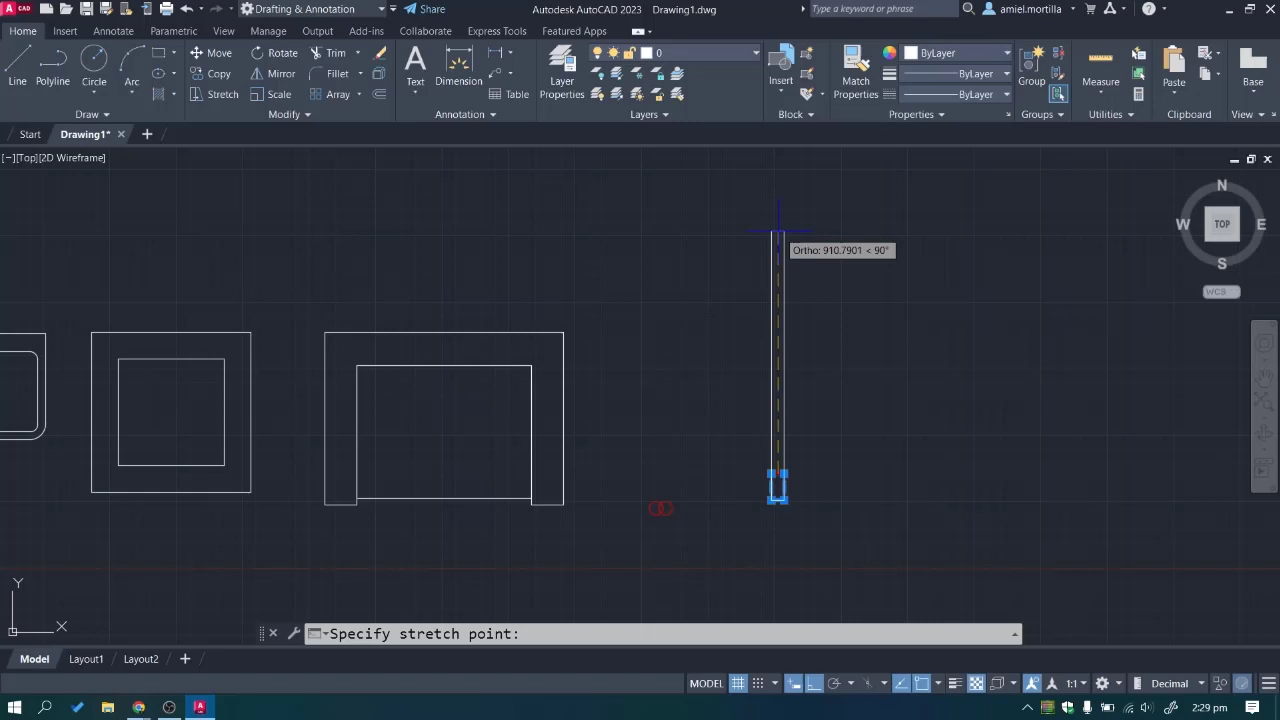 CAD
Drafting & Annotation
Share
Autodesk AutoCAD 2023 Drawing1.dwg
Type a keyword or phrase
amiel.mortilla
Home Insert Annotate Parametric View Manage Output Add-ins Collaborate Express Tools Featured Apps
Line Polyline Circle Arc
Move Rotate Trim
Copy Mirror Fillet
Stretch Scale Array
Text Dimension Table
Layer Properties
0
Insert
Match Properties
ByLayer
ByLayer
ByLayer
Group
Measure
Paste
Base
Draw Modify Annotation Layers Block Properties Groups Utilities Clipboard View
Start Drawing1*
[−][Top][2D Wireframe]
N
W TOP E
S
WCS
Ortho: 910.7901 < 90°
Y
X
Specify stretch point:
Model Layout1 Layout2
MODEL 1:1 Decimal
2:29 pm